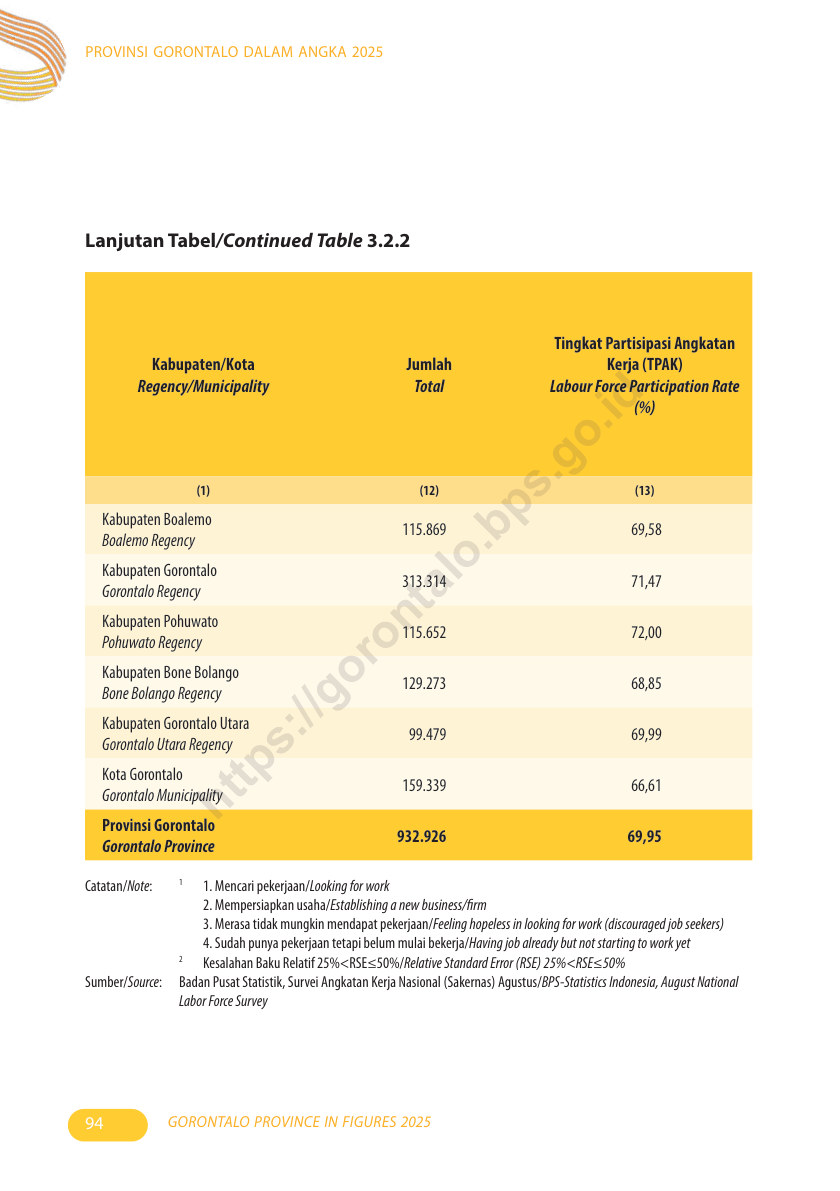 PROVINSI GORONTALO DALAM ANGKA 2025
Lanjutan Tabel/Continued Table 3.2.2
Kabupaten/Kota
Regency/Municipality
Jumlah
Total
Tingkat Partisipasi Angkatan
Kerja (TPAK)
Labour Force Participation Rate
(%)
(1) (12) (13)
Kabupaten Boalemo
Boalemo Regency
115.869 69,58
Kabupaten Gorontalo
Gorontalo Regency
313.314 71,47
Kabupaten Pohuwato
Pohuwato Regency
115.652 72,00
Kabupaten Bone Bolango
Bone Bolango Regency
129.273 68,85
Kabupaten Gorontalo Utara
Gorontalo Utara Regency
99.479 69,99
Kota Gorontalo
Gorontalo Municipality
159.339 66,61
Provinsi Gorontalo
Gorontalo Province
932.926 69,95
https://gorontalo.bps.go.id
Catatan/Note: 1 1. Mencari pekerjaan/Looking for work
2. Mempersiapkan usaha/Establishing a new business/firm
3. Merasa tidak mungkin mendapat pekerjaan/Feeling hopeless in looking for work (discouraged job seekers)
4. Sudah punya pekerjaan tetapi belum mulai bekerja/Having job already but not starting to work yet
2 Kesalahan Baku Relatif 25%<RSE≤50%/Relative Standard Error (RSE) 25%<RSE≤50%
Sumber/Source: Badan Pusat Statistik, Survei Angkatan Kerja Nasional (Sakernas) Agustus/BPS-Statistics Indonesia, August National
Labor Force Survey
94 GORONTALO PROVINCE IN FIGURES 2025